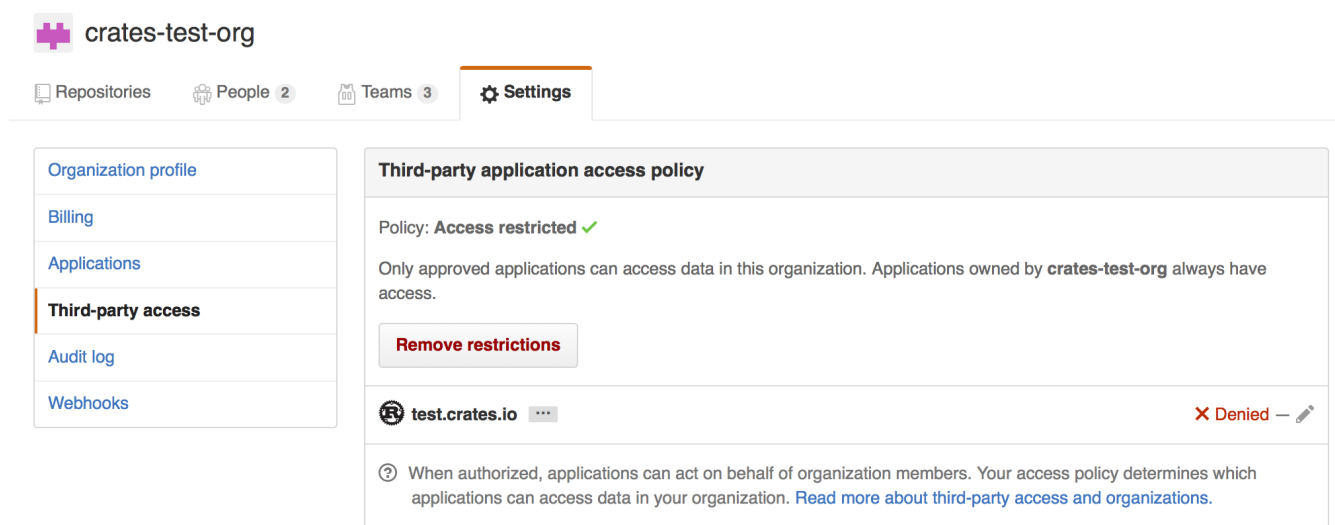 crates-test-org
Repositories People 2 Teams 3 Settings
Organization profile
Billing
Applications
Third-party access
Audit log
Webhooks
Third-party application access policy
Policy: Access restricted ✓
Only approved applications can access data in this organization. Applications owned by crates-test-org always have
access.
Remove restrictions
R test.crates.io ···
✕ Denied —
? When authorized, applications can act on behalf of organization members. Your access policy determines which
applications can access data in your organization. Read more about third-party access and organizations.